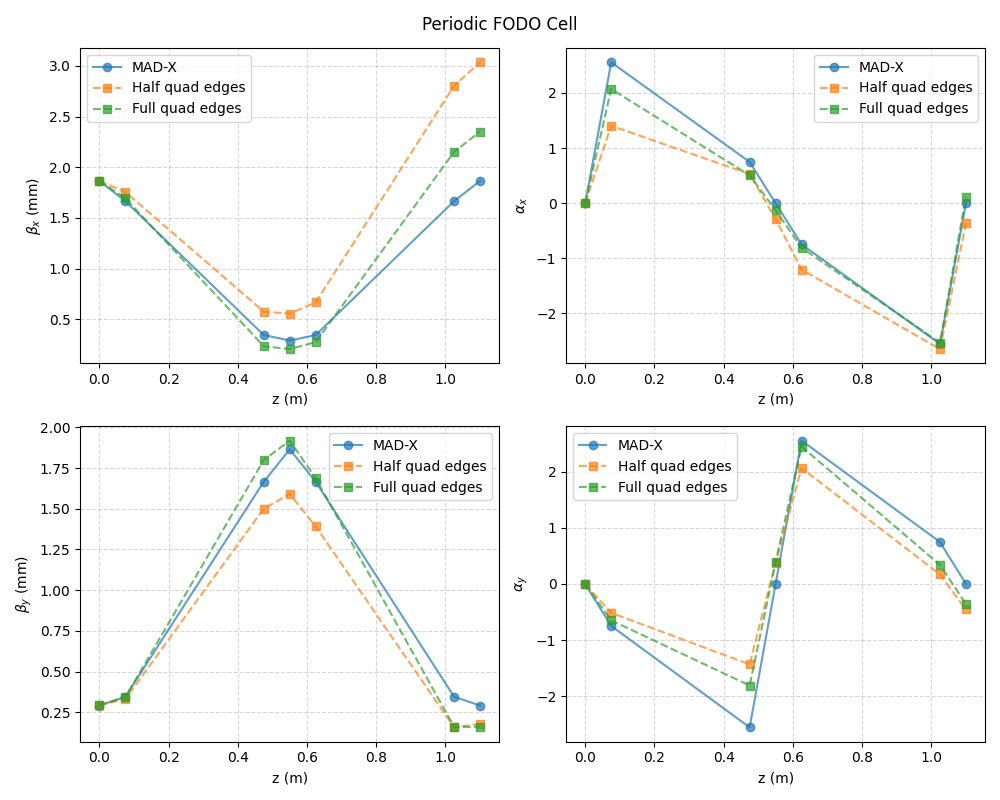 Periodic FODO Cell
3.0
2.5
2.0
1.5
1.0
0.5
βx (mm)
MAD-X
Half quad edges
Full quad edges
0.0 0.2 0.4 0.6 0.8 1.0
z (m)
2
1
0
−1
−2
αx
MAD-X
Half quad edges
Full quad edges
0.0 0.2 0.4 0.6 0.8 1.0
z (m)
2.00
1.75
1.50
1.25
1.00
0.75
0.50
0.25
βy (mm)
MAD-X
Half quad edges
Full quad edges
0.0 0.2 0.4 0.6 0.8 1.0
z (m)
2
1
0
−1
−2
αy
MAD-X
Half quad edges
Full quad edges
0.0 0.2 0.4 0.6 0.8 1.0
z (m)